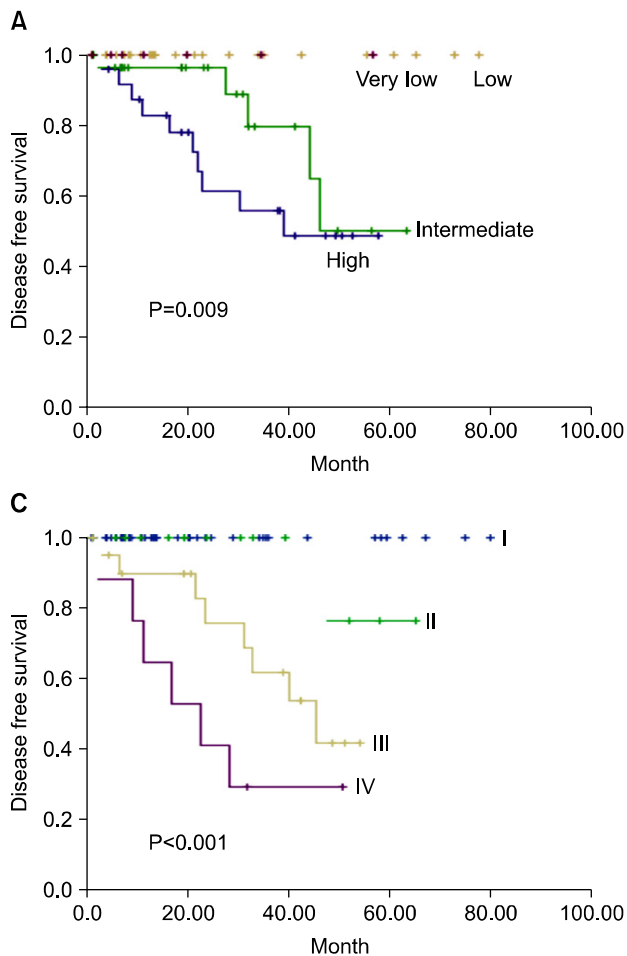 A
Disease free survival
1.0
0.8
0.6
0.4
0.2
0.0
Very low
Low
Intermediate
High
P=0.009
0.0
20.00
40.00
60.00
80.00
100.00
Month
C
Disease free survival
1.0
0.8
0.6
0.4
0.2
0.0
I
II
III
IV
P<0.001
0.0
20.00
40.00
60.00
80.00
100.00
Month